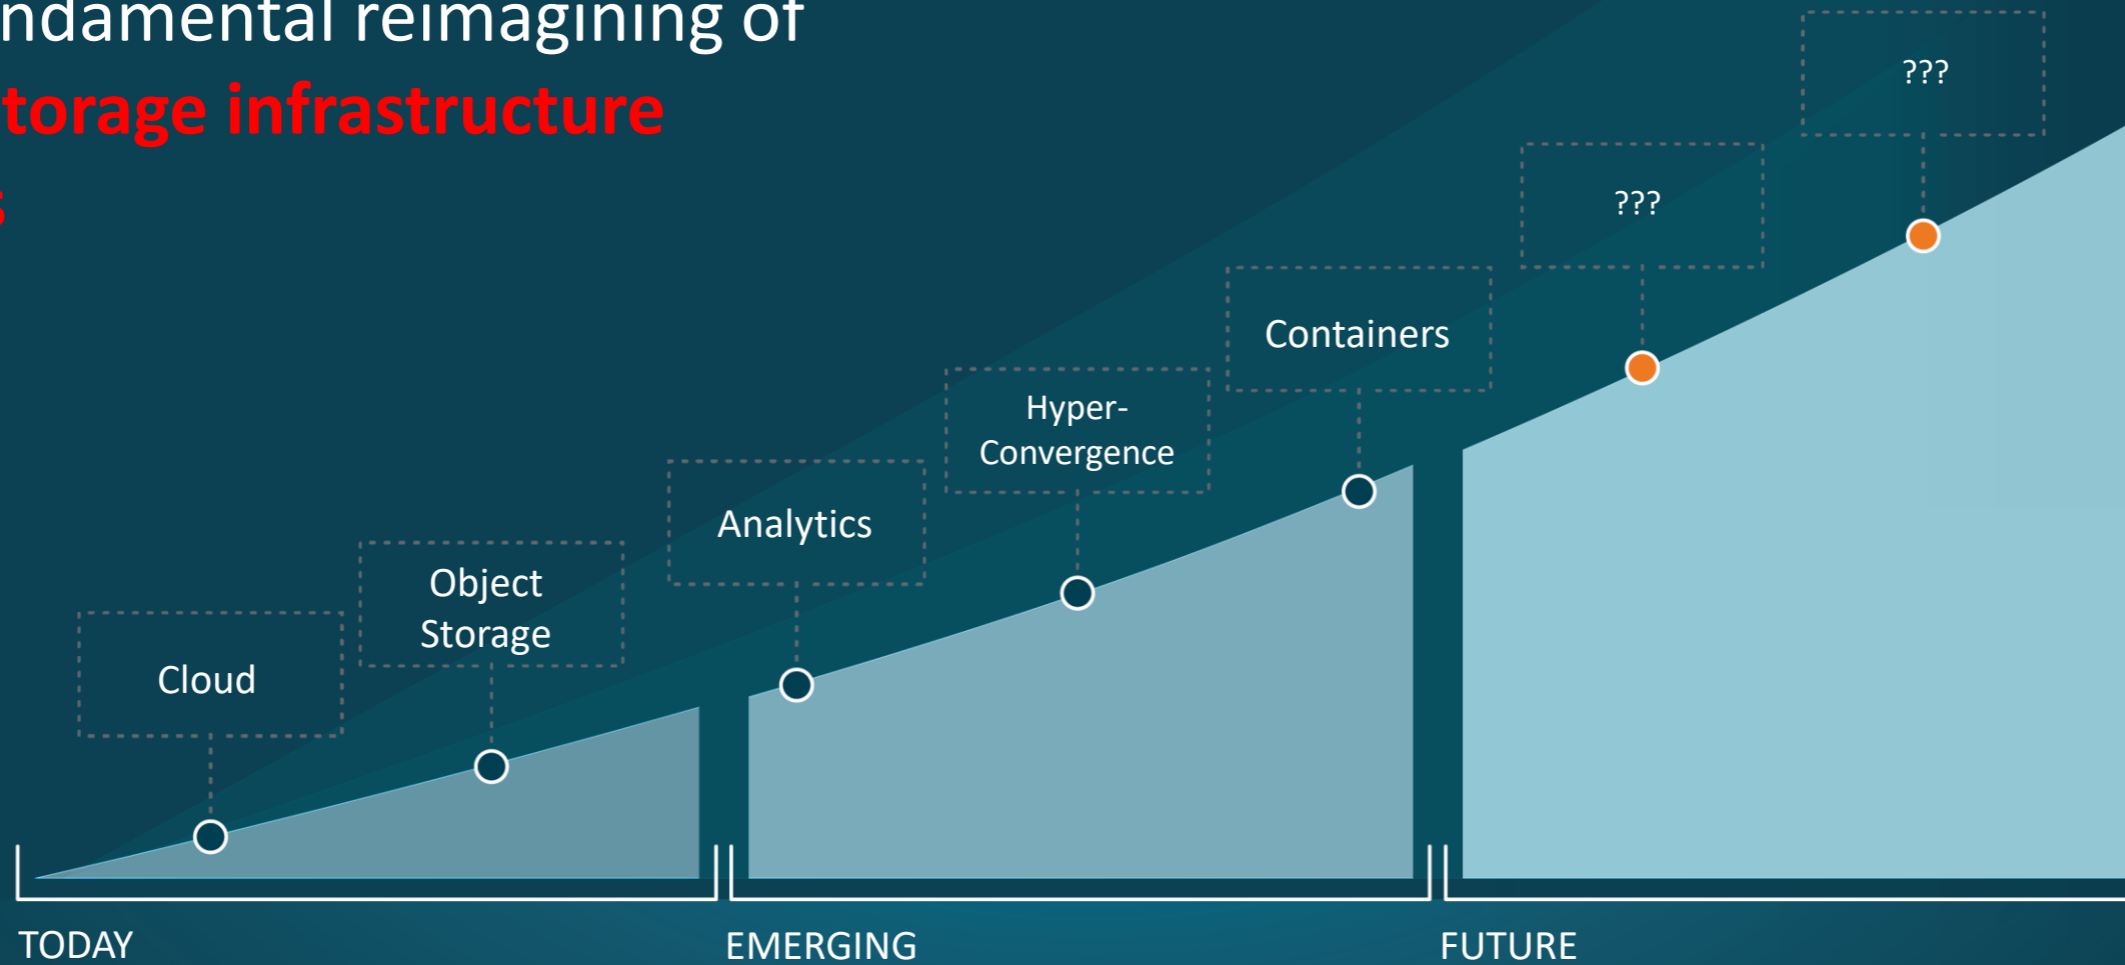 ndamental reimagining of
torage infrastructure
s
???
???
Containers
Hyper-
Convergence
Analytics
Object
Storage
Cloud
TODAY
EMERGING
FUTURE